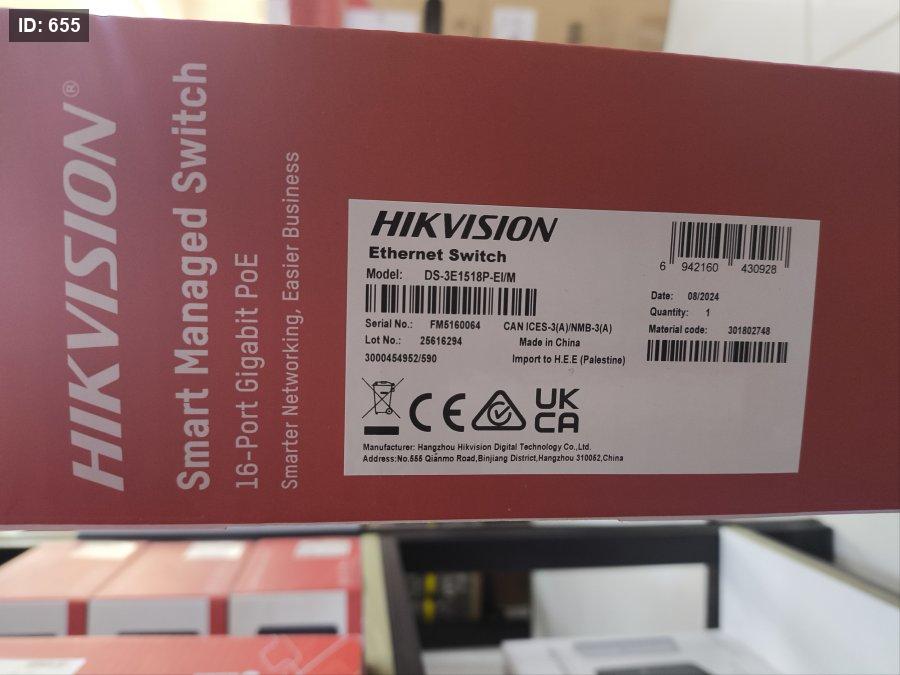 ID: 655
HIKVISION®
Smart Managed Switch
16-Port Gigabit PoE
Smarter Networking, Easier Business
HIKVISION
Ethernet Switch
Model: DS-3E1518P-EI/M
Serial No.: FM5160064 CAN ICES-3(A)/NMB-3(A)
Lot No.: 25616294 Made in China
3000454952/590 Import to H.E.E (Palestine)
6 942160 430928
Date: 08/2024
Quantity: 1
Material code: 301802748
CE
UK
CA
Manufacturer: Hangzhou Hikvision Digital Technology Co.,Ltd.
Address:No.555 Qianmo Road,Binjiang District,Hangzhou 310052,China